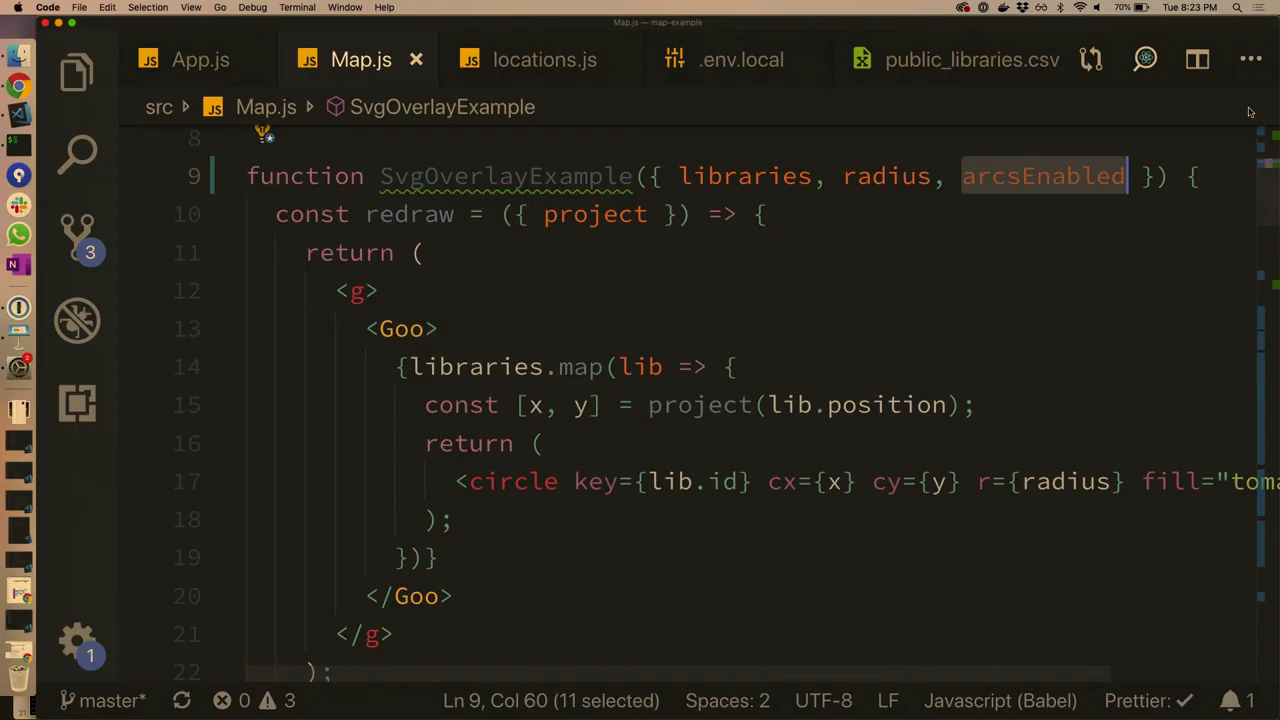 Code File Edit Selection View Go Debug Terminal Window Help 70% Tue 8:23 PM
Map.js — map-example
App.js Map.js locations.js .env.local public_libraries.csv
src Map.js SvgOverlayExample
8
9 function SvgOverlayExample({ libraries, radius, arcsEnabled }) {
10 const redraw = ({ project }) => {
11 return (
12 <g>
13 <Goo>
14 {libraries.map(lib => {
15 const [x, y] = project(lib.position);
16 return (
17 <circle key={lib.id} cx={x} cy={y} r={radius} fill="toma
18 );
19 })}
20 </Goo>
21 </g>
22 );
3
1
master* 0 3 Ln 9, Col 60 (11 selected) Spaces: 2 UTF-8 LF Javascript (Babel) Prettier: 1